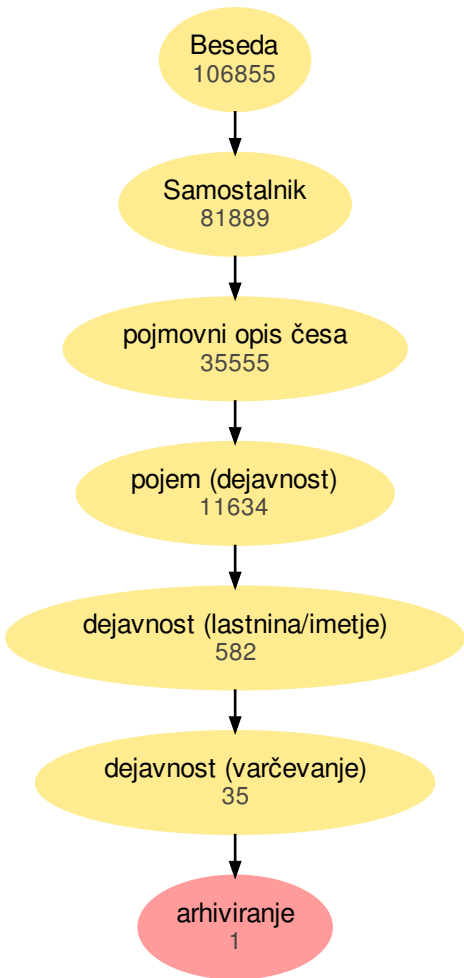 Beseda
106855
Samostalnik
81889
pojmovni opis česa
35555
pojem (dejavnost)
11634
dejavnost (lastnina/imetje)
582
dejavnost (varčevanje)
35
arhiviranje
1